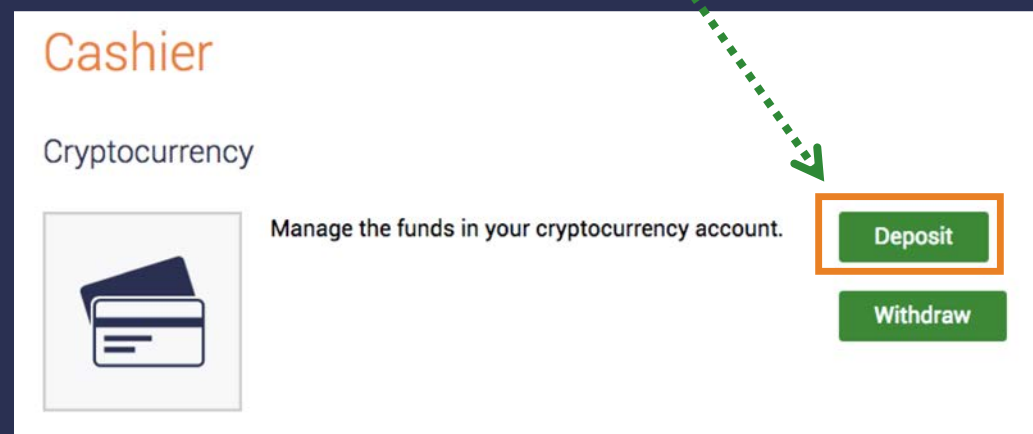 Cashier
Cryptocurrency
Manage the funds in your cryptocurrency account.
Deposit
Withdraw